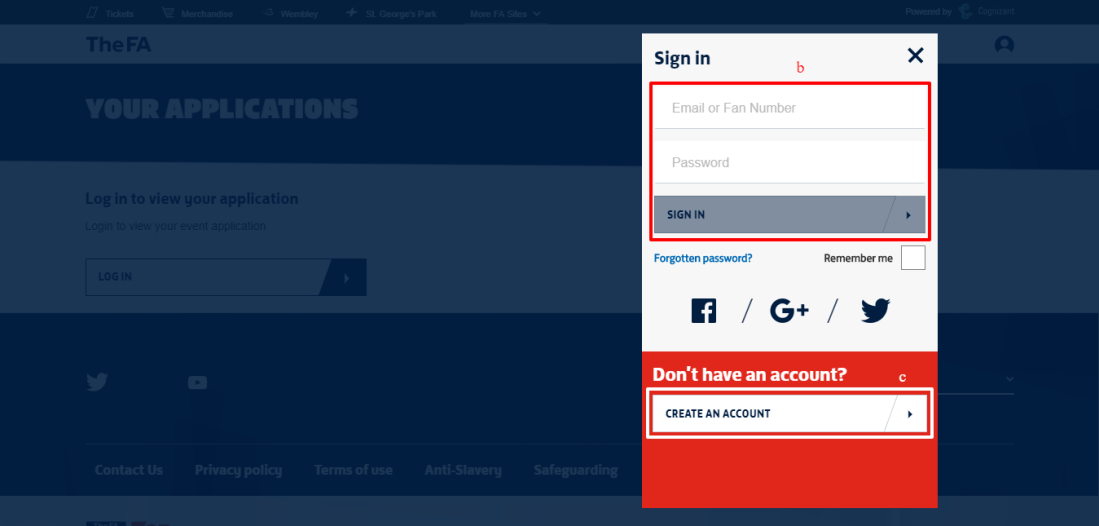 Tickets Merchandise Wembley St. George's Park More FA Sites Powered by Cognizant
TheFA
YOUR APPLICATIONS
Log in to view your application
Login to view your event application
LOG IN
Contact Us Privacy policy Terms of use Anti-Slavery Safeguarding
Sign in
b
Email or Fan Number
Password
SIGN IN
Forgotten password? Remember me
G+
Don't have an account?
c
CREATE AN ACCOUNT